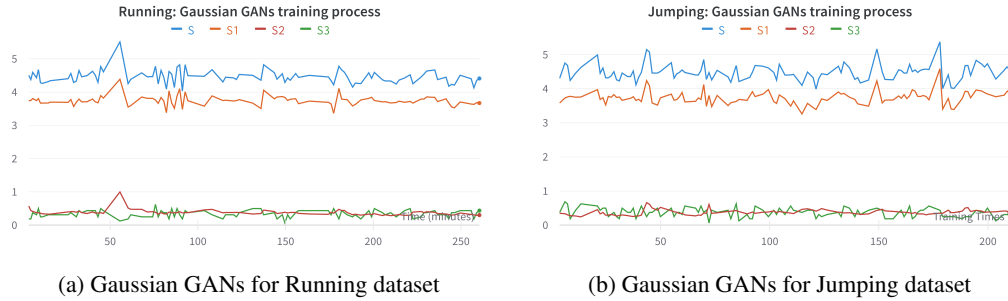 Running: Gaussian GANs training process
S S1 S2 S3
5
4
3
2
1
0
50 100 150 200 250
(minutes)
(a) Gaussian GANs for Running dataset
Jumping: Gaussian GANs training process
S S1 S2 S3
5
4
3
2
1
0
50 100 150 200
Training Times
(b) Gaussian GANs for Jumping dataset